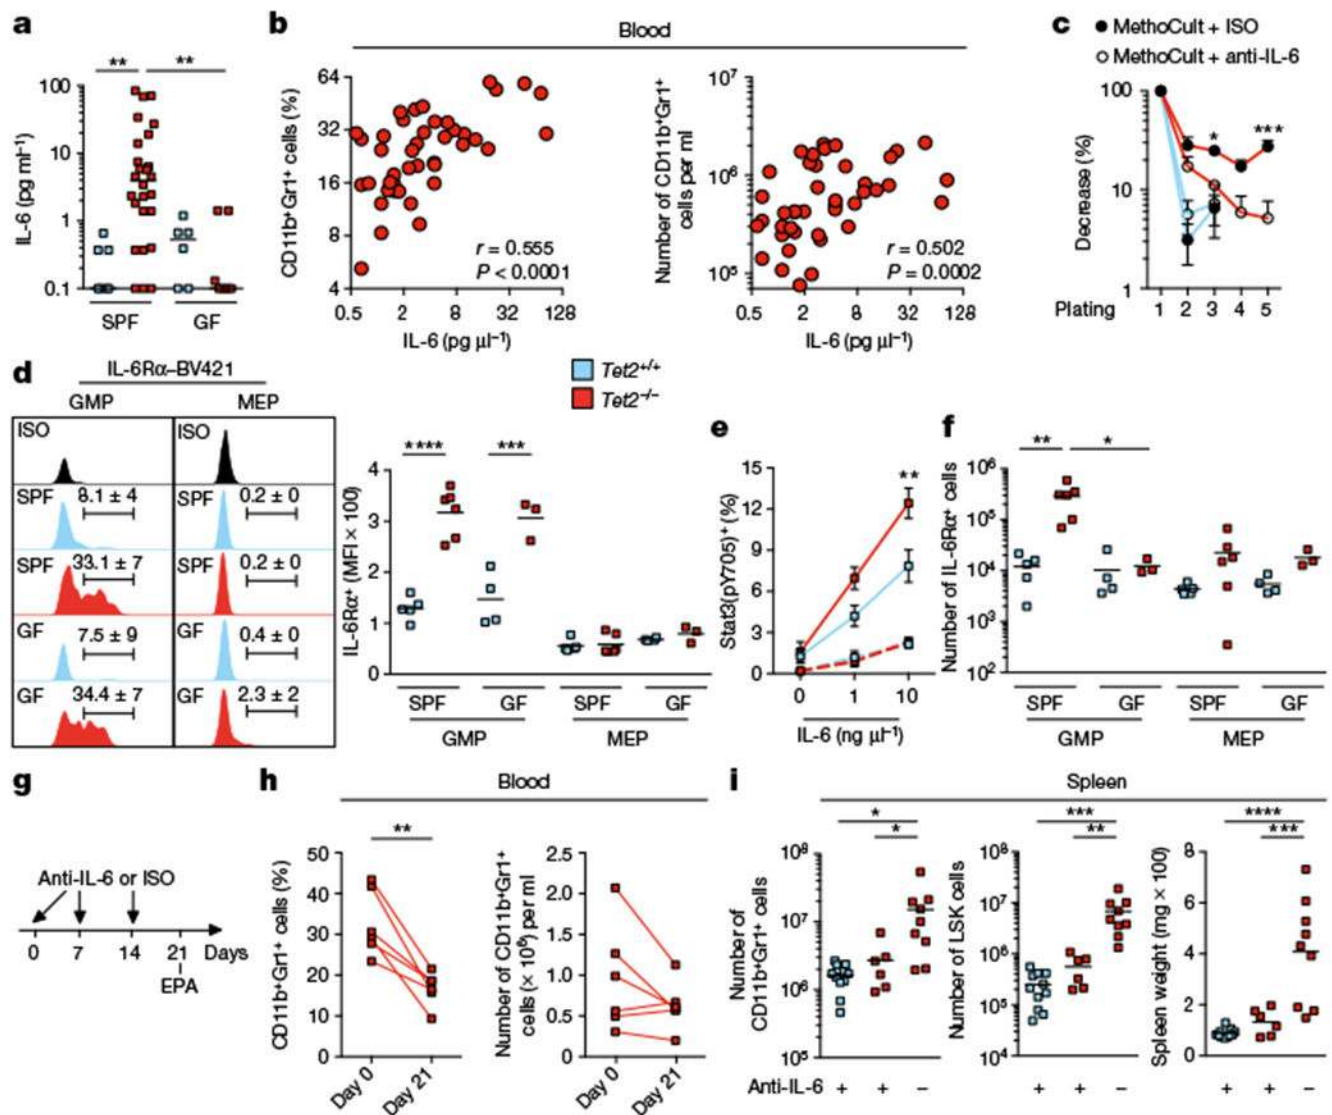 a
**
**
IL-6 (pg ml⁻¹)
100
10
1
0.1
SPF
GF
b
Blood
CD11b⁺Gr1⁺ cells (%)
64
32
16
8
4
r = 0.555
P < 0.0001
0.5
2
8
32
128
IL-6 (pg µl⁻¹)
Number of CD11b⁺Gr1⁺
cells per ml
10⁷
10⁶
10⁵
r = 0.502
P = 0.0002
0.5
2
8
32
128
IL-6 (pg µl⁻¹)
c
MethoCult + ISO
MethoCult + anti-IL-6
Decrease (%)
100
10
1
*
***
Plating
1
2
3
4
5
d
IL-6Rα–BV421
GMP
MEP
ISO
ISO
SPF
8.1 ± 4
SPF
0.2 ± 0
SPF
33.1 ± 7
SPF
0.2 ± 0
GF
7.5 ± 9
GF
0.4 ± 0
GF
34.4 ± 7
GF
2.3 ± 2
Tet2⁺/⁺
Tet2⁻/⁻
IL-6Rα⁺ (MFI × 100)
****
***
4
3
2
1
0
SPF
GF
SPF
GF
GMP
MEP
e
Stat3(pY705)⁺ (%)
15
12
9
6
3
0
**
0
1
10
IL-6 (ng µl⁻¹)
f
Number of IL-6Rα⁺ cells
**
*
10⁶
10⁵
10⁴
10³
10²
SPF
GF
SPF
GF
GMP
MEP
g
Anti-IL-6 or ISO
0
7
14
21
Days
EPA
h
Blood
CD11b⁺Gr1⁺ cells (%)
**
50
40
30
20
10
0
Day 0
Day 21
Number of CD11b⁺Gr1⁺
cells (× 10⁶) per ml
2.5
2.0
1.5
1.0
0.5
0
Day 0
Day 21
i
Spleen
Number of
CD11b⁺Gr1⁺ cells
*
*
10⁸
10⁷
10⁶
10⁵
Number of LSK cells
***
**
10⁸
10⁷
10⁶
10⁵
10⁴
Spleen weight (mg × 100)
****
***
8
6
4
2
0
Anti-IL-6
+
+
−
+
+
−
+
+
−